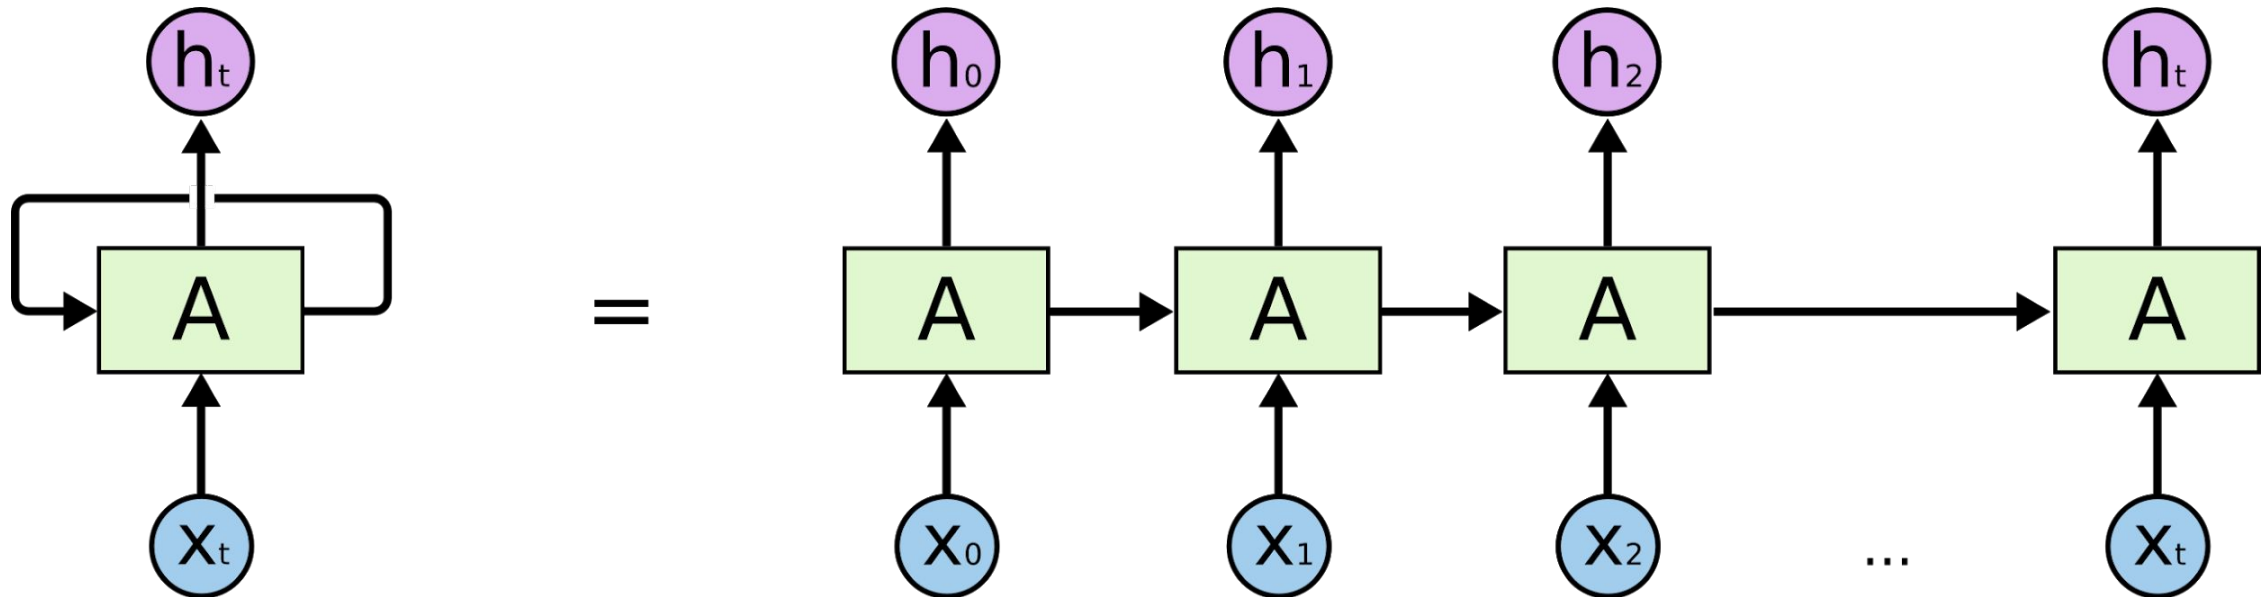 ht h0 h1 h2 ht
A = A A A A
xt x0 x1 x2 ... xt